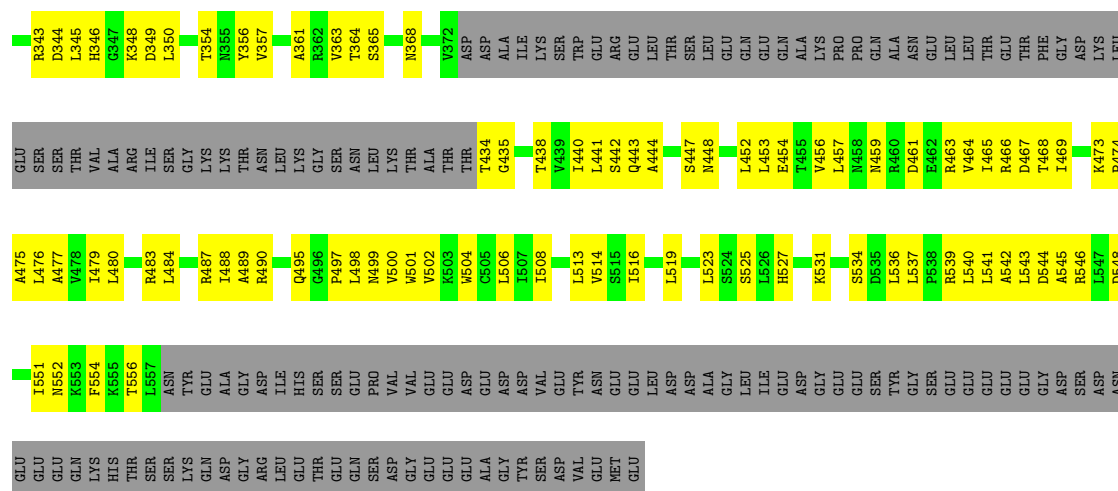 R343 D344 L345 H346 G347 K348 D349 L350 T354 N355 Y356 V357 A361 R362 V363 T364 S365 N368 V372 ASP ASP ALA ILE LYS SER TRP GLU ARG GLU LEU THR SER LEU GLU GLN GLU GLN ALA LYS PRO PRO GLN ALA ASN GLU LEU LEU THR GLU THR PHE GLY ASP LYS LEU
GLU SER SER THR VAL ALA ARG ILE SER GLY LYS LYS THR ASN LEU LYS GLY SER ASN LEU LYS THR ALA THR THR T434 G435 T438 V439 I440 L441 S442 Q443 A444 S447 N448 L452 L453 E454 T455 V456 L457 N458 N459 R460 D461 E462 R463 V464 I465 R466 D467 T468 I469 K473 P474
A475 L476 A477 V478 I479 L480 R483 L484 R487 I488 A489 R490 Q495 G496 P497 L498 N499 V500 W501 V502 K503 W504 C505 L506 I507 I508 L513 V514 S515 I516 L519 L523 S524 S525 L526 H527 K531 S534 D535 L536 L537 P538 R539 L540 L541 A542 L543 D544 A545 R546 L547 D548
I551 N552 K553 F554 K555 T556 L557 ASN TYR GLU ALA GLY ASP ILE HIS SER SER GLY PRO VAL VAL GLU GLU ASP GLU ASP ASP VAL GLU TYR ASN GLU GLU LEU ASP ASP ALA GLY LEU ILE GLU ASP GLY GLU GLU SER TYR GLY SER GLU GLU GLU GLU GLU GLY ASP SER ASP ASN
GLU GLU GLU GLN LYS HIS THR SER SER LYS GLN ASP GLY ARG LEU GLU THR GLU GLN SER ASP GLY GLU GLU GLU ALA GLY TYR SER ASP VAL GLU MET GLU